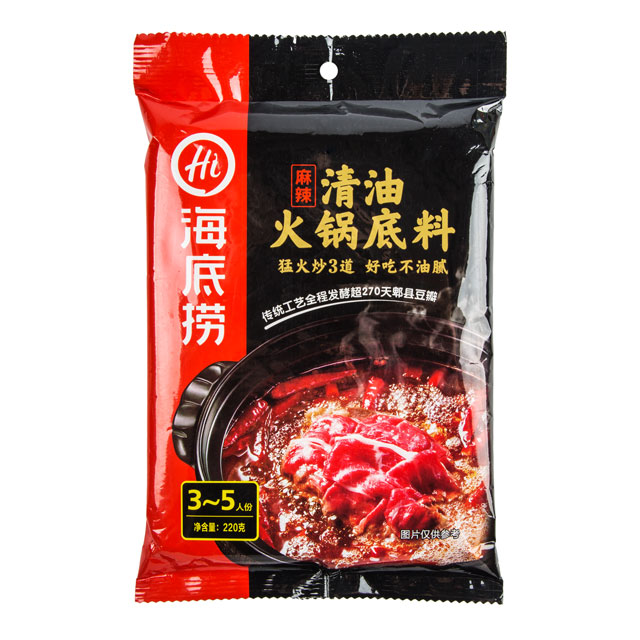 Hi
海底捞
麻辣
清油
火锅底料
猛火炒3道 好吃不油腻
传统工艺全程发酵超270天郫县豆瓣
3~5人份
净含量：220克
图片仅供参考